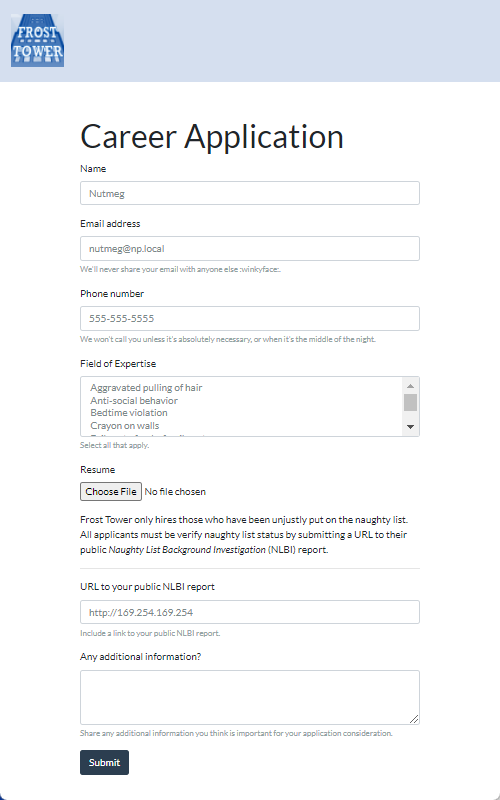 FROST
TOWER
Career Application
Name
Nutmeg
Email address
nutmeg@np.local
We'll never share your email with anyone else :winkyface:.
Phone number
555-555-5555
We won't call you unless it's absolutely necessary, or when it's the middle of the night.
Field of Expertise
Aggravated pulling of hair
Anti-social behavior
Bedtime violation
Crayon on walls
Select all that apply.
Resume
Choose File No file chosen
Frost Tower only hires those who have been unjustly put on the naughty list.
All applicants must be verify naughty list status by submitting a URL to their
public Naughty List Background Investigation (NLBI) report.
URL to your public NLBI report
http://169.254.169.254
Include a link to your public NLBI report.
Any additional information?
Share any additional information you think is important for your application consideration.
Submit